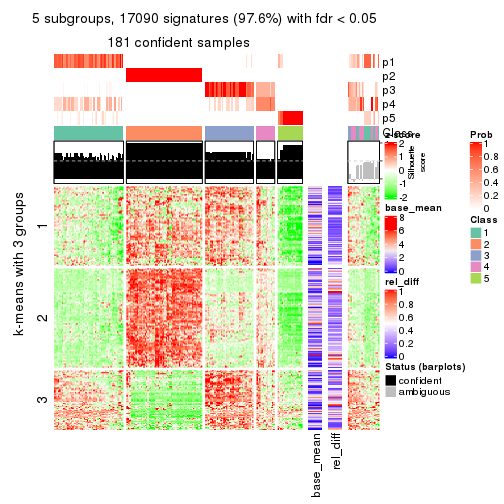 5 subgroups, 17090 signatures (97.6%) with fdr < 0.05
181 confident samples
p1
p2
p3
p4
p5
Class
z-score
2
1
0
-1
-2
Silhouette
score
Prob
1
0.8
0.6
0.4
0.2
0
base_mean
8
6
4
2
0
Class
1
2
3
4
5
rel_diff
1
0.8
0.6
0.4
0.2
0
Status (barplots)
confident
ambiguous
k-means with 3 groups
1
2
3
base_mean
rel_diff